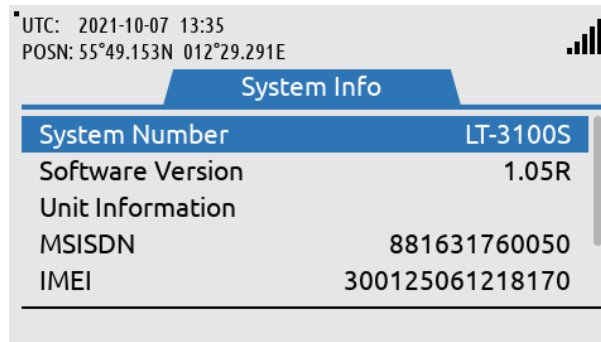 UTC: 2021-10-07 13:35
POSN: 55°49.153N 012°29.291E
System Info
System Number LT-3100S
Software Version 1.05R
Unit Information
MSISDN 881631760050
IMEI 300125061218170